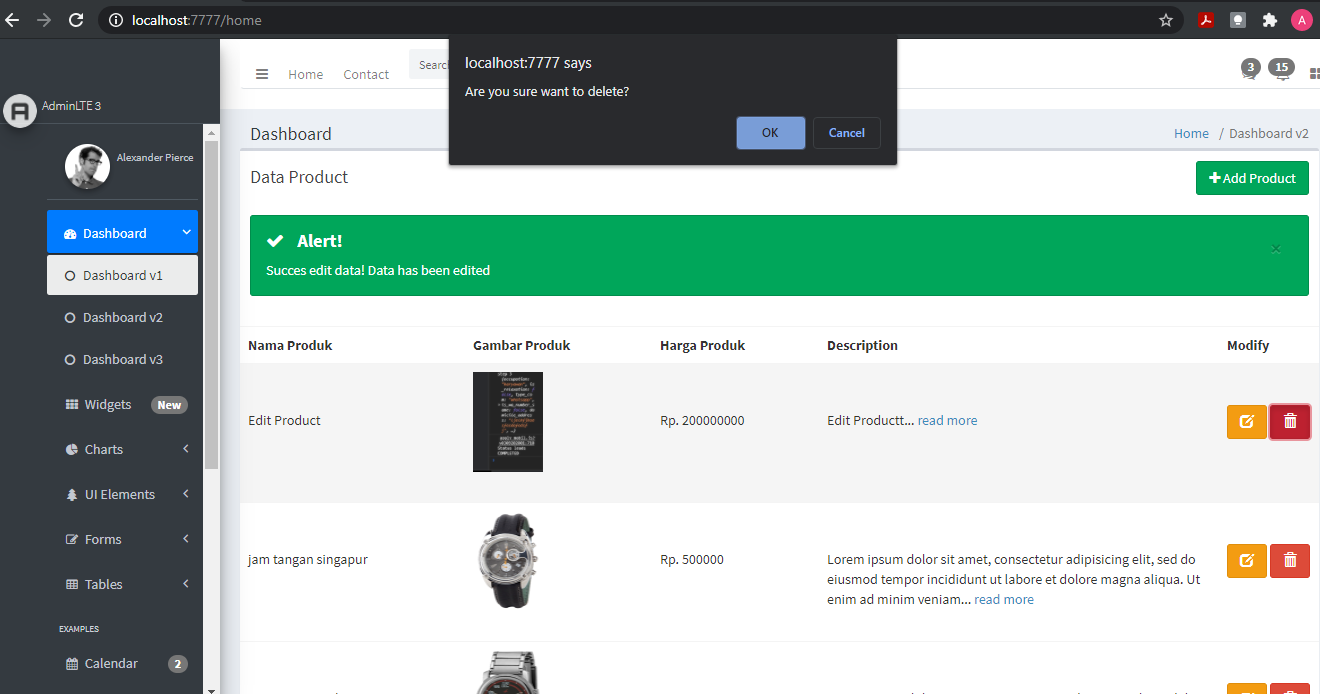 localhost:7777/home
A
localhost:7777 says
Are you sure want to delete?
OK
Cancel
AdminLTE 3
Alexander Pierce
Dashboard
Dashboard v1
Dashboard v2
Dashboard v3
Widgets New
Charts
UI Elements
Forms
Tables
EXAMPLES
Calendar 2
Home Contact Searc
3 15
Dashboard
Home / Dashboard v2
Data Product
Add Product
Alert!
×
Succes edit data! Data has been edited
Nama Produk Gambar Produk Harga Produk Description Modify
Edit Product Rp. 200000000 Edit Productt... read more
jam tangan singapur Rp. 500000
Lorem ipsum dolor sit amet, consectetur adipisicing elit, sed do
eiusmod tempor incididunt ut labore et dolore magna aliqua. Ut
enim ad minim veniam... read more